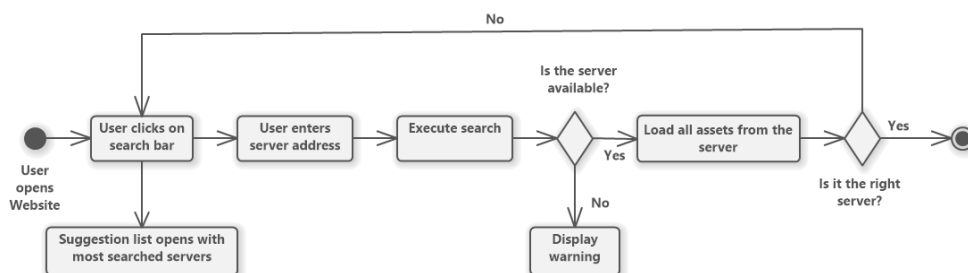 No
Is the server
available?
User clicks on
search bar
User enters
server address
Execute search
Load all assets from the
server
Yes
Yes
User
opens
Website
Is it the right
server?
No
Suggestion list opens with
most searched servers
Display
warning